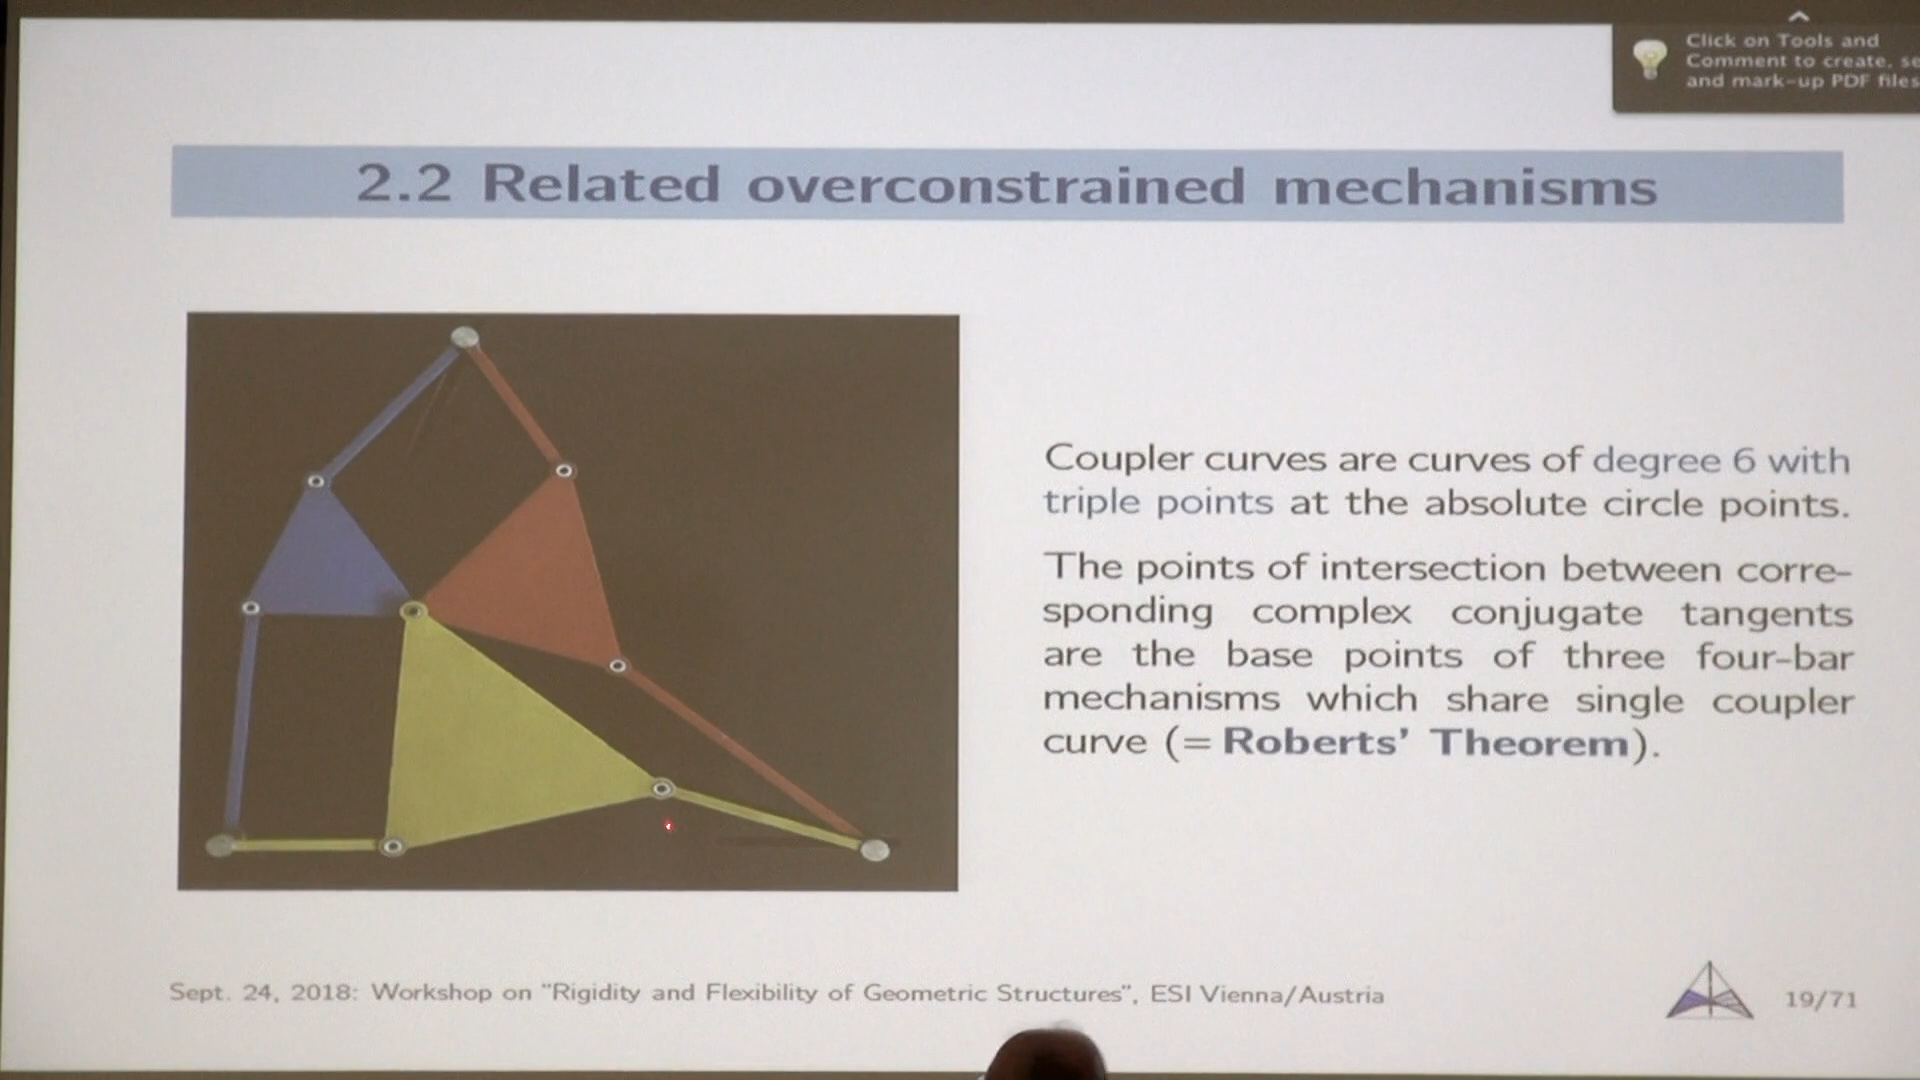 Click on Tools and
Comment to create, se
and mark-up PDF files
2.2 Related overconstrained mechanisms
Coupler curves are curves of degree 6 with
triple points at the absolute circle points.
The points of intersection between corre-
sponding complex conjugate tangents
are the base points of three four-bar
mechanisms which share single coupler
curve (= Roberts' Theorem).
Sept. 24, 2018: Workshop on "Rigidity and Flexibility of Geometric Structures", ESI Vienna/Austria
19/71